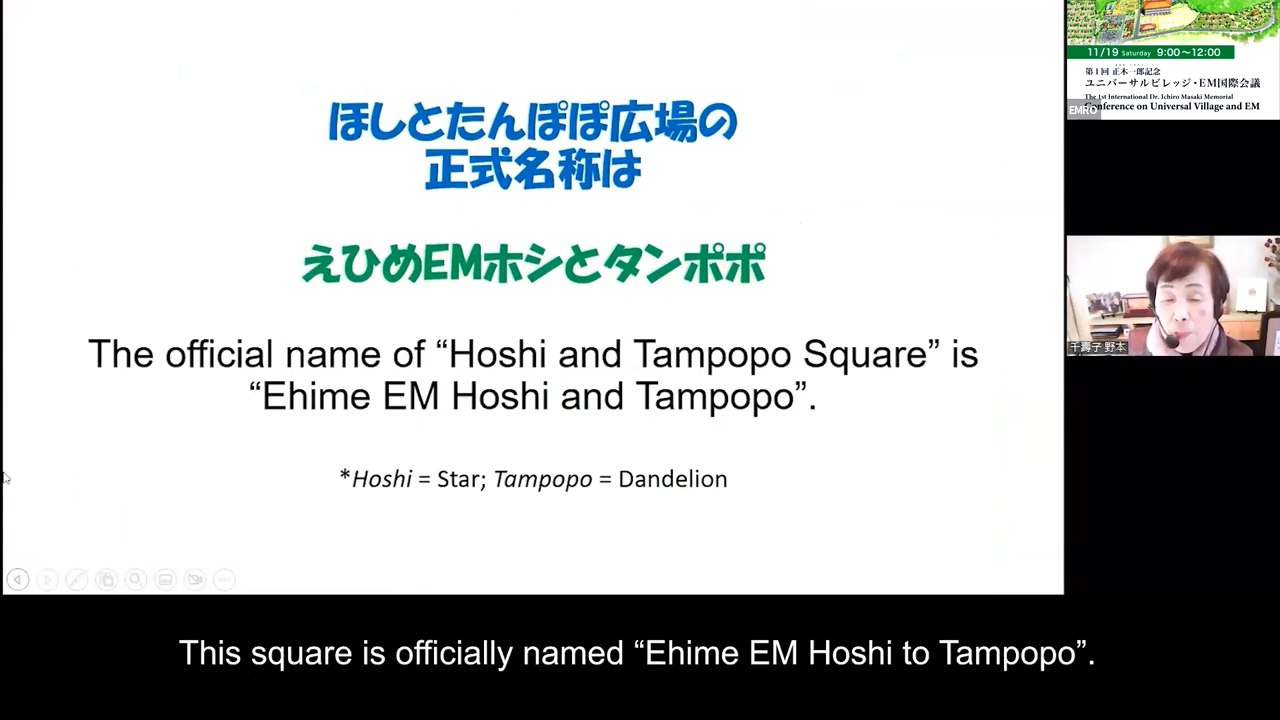 ほしとたんぽぽ広場の
正式名称は
えひめEMホシとタンポポ
The official name of “Hoshi and Tampopo Square” is
“Ehime EM Hoshi and Tampopo”.
*Hoshi = Star; Tampopo = Dandelion
11/19 Saturday 9:00～12:00
第1回 正木一郎記念
ユニバーサルビレッジ・EM国際会議
The 1st International Dr. Ichiro Masaki Memorial
Conference on Universal Village and EM
EMRO
千壽子 野本
This square is officially named “Ehime EM Hoshi to Tampopo”.